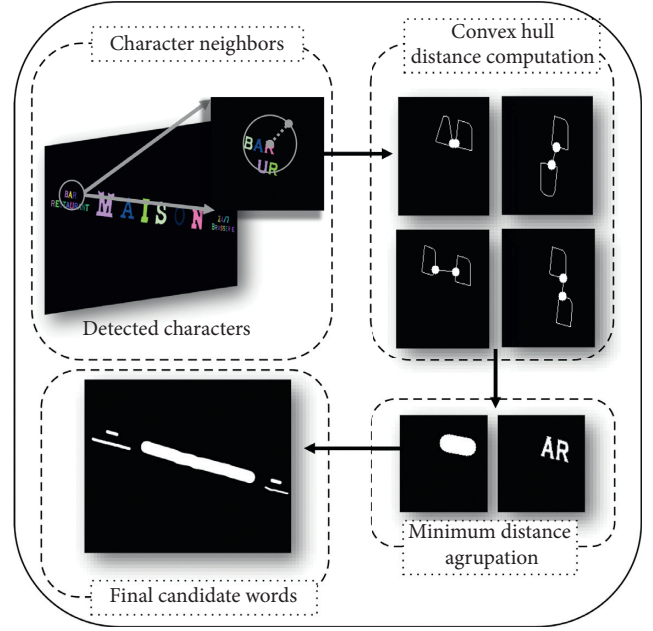 Character neighbors
Convex hull
distance computation
BAR
UR
BAR
RESTAURANT
MAISON
24/7
BRASSERIE
Detected characters
AR
Minimum distance
agrupation
Final candidate words